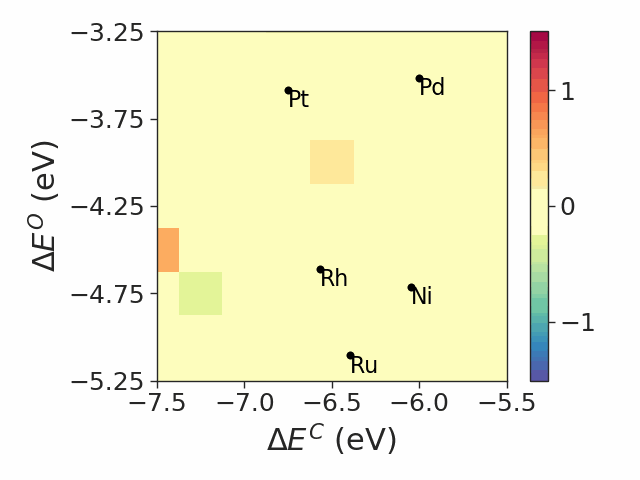 −3.25
−3.75
−4.25
−4.75
−5.25
ΔE^O (eV)
Pt
Pd
Rh
Ni
Ru
−7.5 −7.0 −6.5 −6.0 −5.5
ΔE^C (eV)
1
0
−1